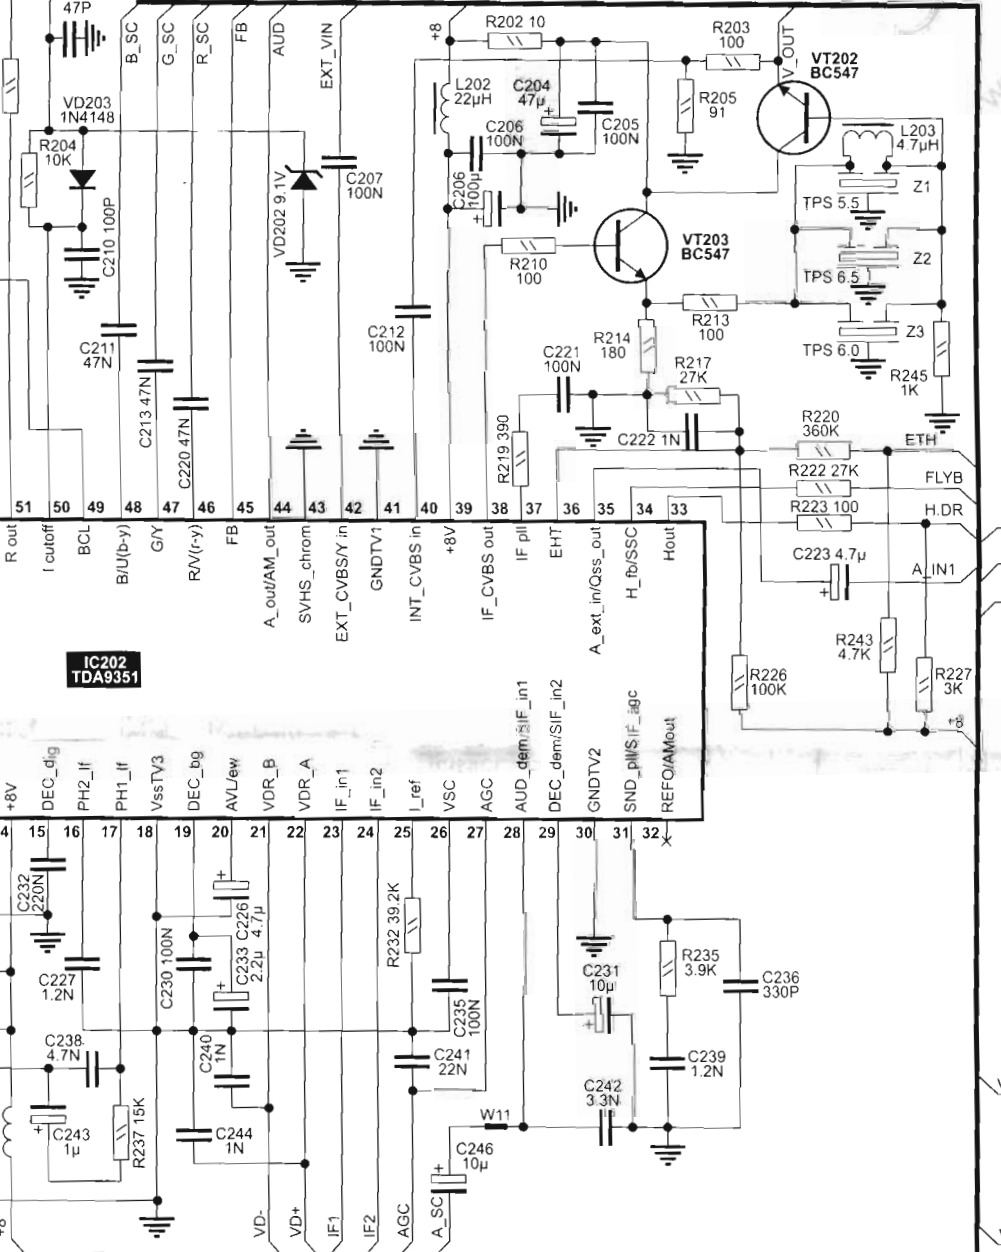 47P
B_SC
G_SC
R_SC
FB
AUD
EXT_VIN
+8
R202 10
R203
100
V_OUT
VT202
BC547
VD203
1N4148
L202
22µH
C204
47µ
R205
91
R204
10K
C206
100N
C205
100N
L203
4.7µH
C207
100N
VD202 9.1V
C206
100µ
Z1
TPS 5.5
C210 100P
VT203
BC547
R210
100
Z2
TPS 6.5
C212
100N
R213
100
Z3
TPS 6.0
C211
47N
R214
180
C221
100N
R217
27K
R245
1K
C213 47N
C220 47N
R219 390
C222 1N
R220
360K
ETH
R222 27K
FLYB
R223 100
H.DR
51 50 49 48 47 46 45 44 43 42 41 40 39 38 37 36 35 34 33
R out
I cutoff
BCL
B/U(b-y)
G/Y
R/V(r-y)
FB
A_out/AM_out
SVHS_chrom
EXT_CVBS/Y in
GNDTV1
INT_CVBS in
+8V
IF_CVBS out
IF pll
EHT
A_ext_in/Qss_out
H_fb/SSC
Hout
C223 4.7µ
A_IN1
IC202
TDA9351
R243
4.7K
R226
100K
R227
3K
+8
+8V
DEC_dig
PH2_lf
PH1_lf
VssTV3
DEC_bg
AVL/ew
VDR_B
VDR_A
IF_in1
IF_in2
I_ref
VSC
AGC
AUD_dem/SIF_in1
DEC_dem/SIF_in2
GNDTV2
SND_pll/SIF_agc
REFO/AMout
4 15 16 17 18 19 20 21 22 23 24 25 26 27 28 29 30 31 32
C232
220N
C226
4.7µ
R232 39.2K
C227
1.2N
C230 100N
C233
2.2µ
C235
100N
C231
10µ
R235
3.9K
C236
330P
C238
4.7N
C240
1N
C241
22N
C239
1.2N
C242
3.3N
C243
1µ
R237 15K
C244
1N
W11
C246
10µ
+8
VD-
VD+
IF1
IF2
AGC
A_SC